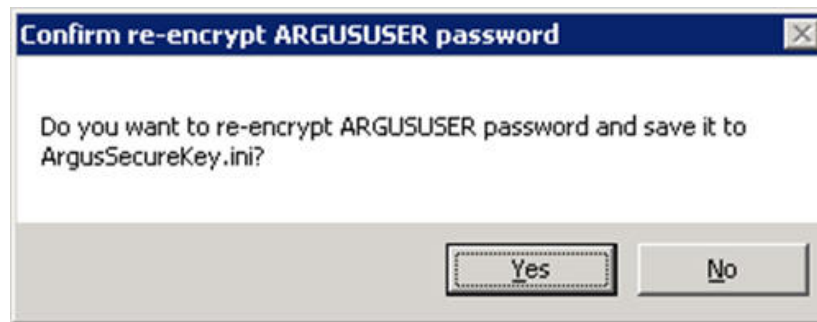 Confirm re-encrypt ARGUSUSER password
Do you want to re-encrypt ARGUSUSER password and save it to
ArgusSecureKey.ini?
Yes
No